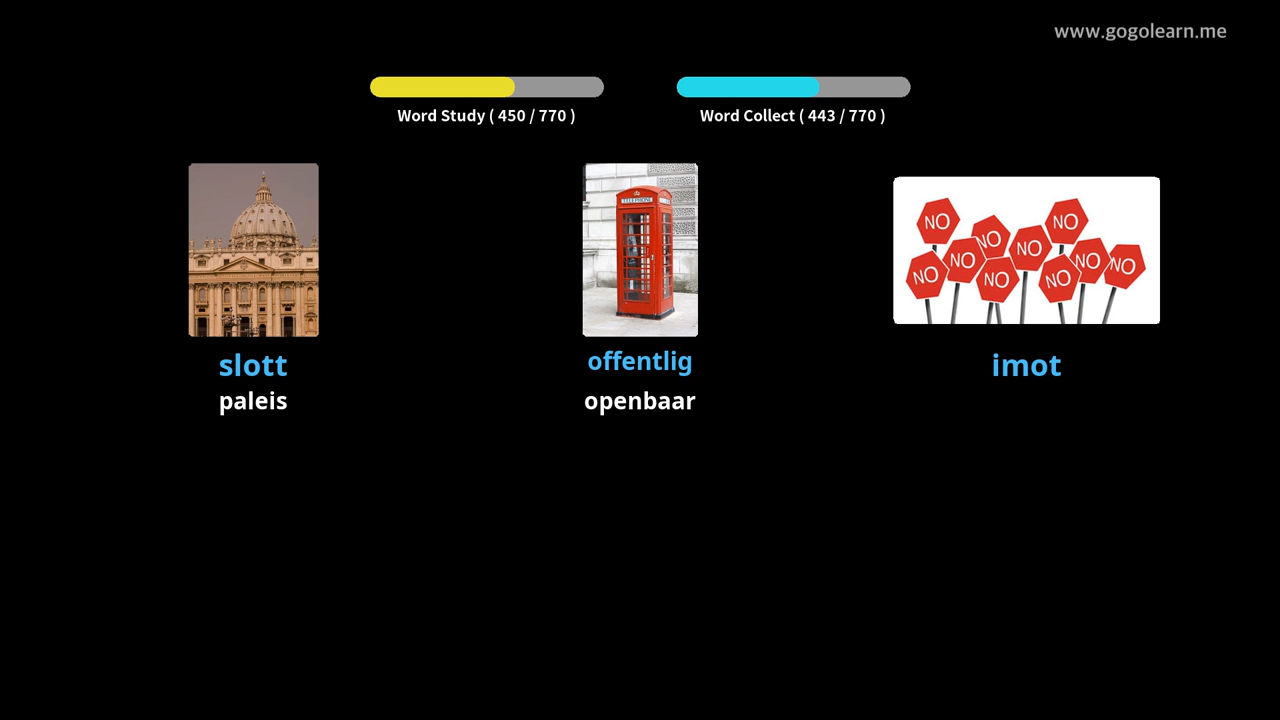 www.gogolearn.me
Word Study ( 450 / 770 )
Word Collect ( 443 / 770 )
TELEPHONE
NO
NO
NO
NO
NO
NO
NO
NO
NO
NO
slott
offentlig
imot
paleis
openbaar